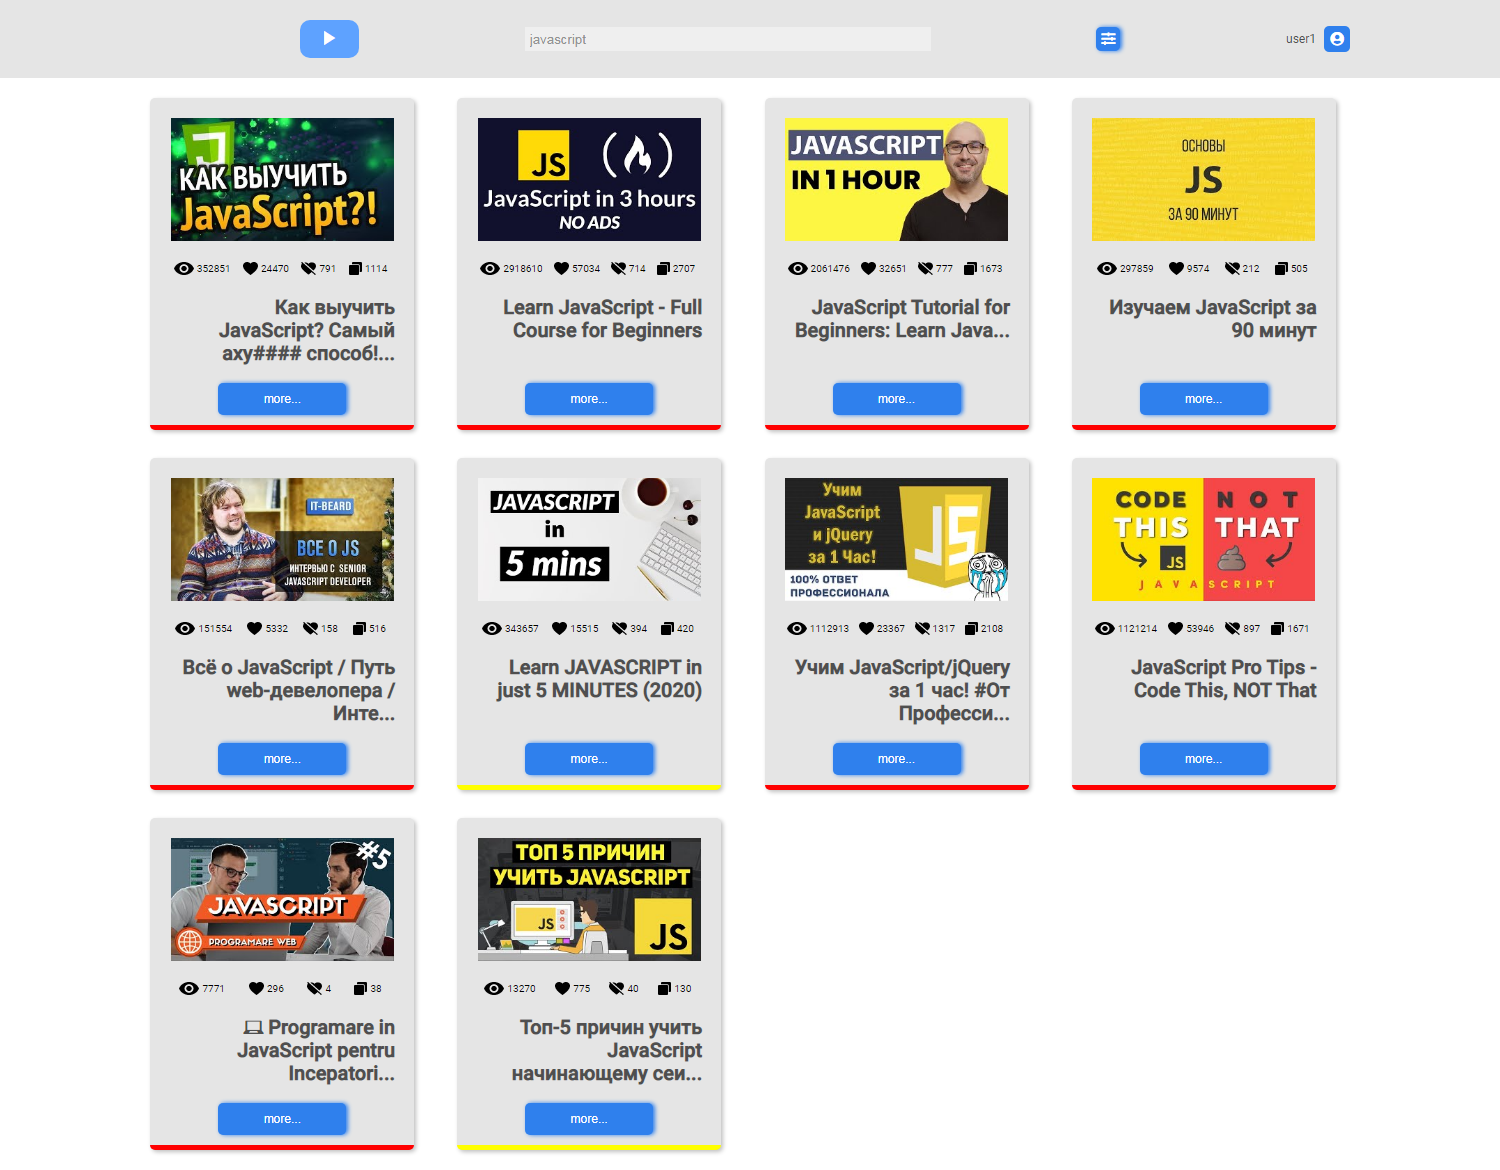 javascript
user1
КАК ВЫУЧИТЬ
JavaScript?!
352851 24470 791 1114
Как выучить
JavaScript? Самый
аху#### способ!...
more...
JS
JavaScript in 3 hours
NO ADS
2918610 57034 714 2707
Learn JavaScript - Full
Course for Beginners
more...
JAVASCRIPT
IN 1 HOUR
2061476 32651 777 1673
JavaScript Tutorial for
Beginners: Learn Java...
more...
ОСНОВЫ
JS
ЗА 90 МИНУТ
297859 9574 212 505
Изучаем JavaScript за
90 минут
more...
IT-BEARD
ВСЕ О JS
ИНТЕРВЬЮ С SENIOR
JAVASCRIPT DEVELOPER
151554 5332 158 516
Всё о JavaScript / Путь
web-девелопера /
Инте...
more...
JAVASCRIPT
in
5 mins
343657 15515 394 420
Learn JAVASCRIPT in
just 5 MINUTES (2020)
more...
Учим
JavaScript
и jQuery
за 1 Час!
JS
100% ОТВЕТ
ПРОФЕССИОНАЛА
1112913 23367 1317 2108
Учим JavaScript/jQuery
за 1 час! #От
Професси...
more...
CODE NOT
THIS THAT
JS
JAVASCRIPT
1121214 53946 897 1671
JavaScript Pro Tips -
Code This, NOT That
more...
#5
JAVASCRIPT
PROGRAMARE WEB
7771 296 4 38
💻 Programare in
JavaScript pentru
Incepatori...
more...
ТОП 5 ПРИЧИН
УЧИТЬ JAVASCRIPT
JS
JS
13270 775 40 130
Топ-5 причин учить
JavaScript
начинающему сеи...
more...